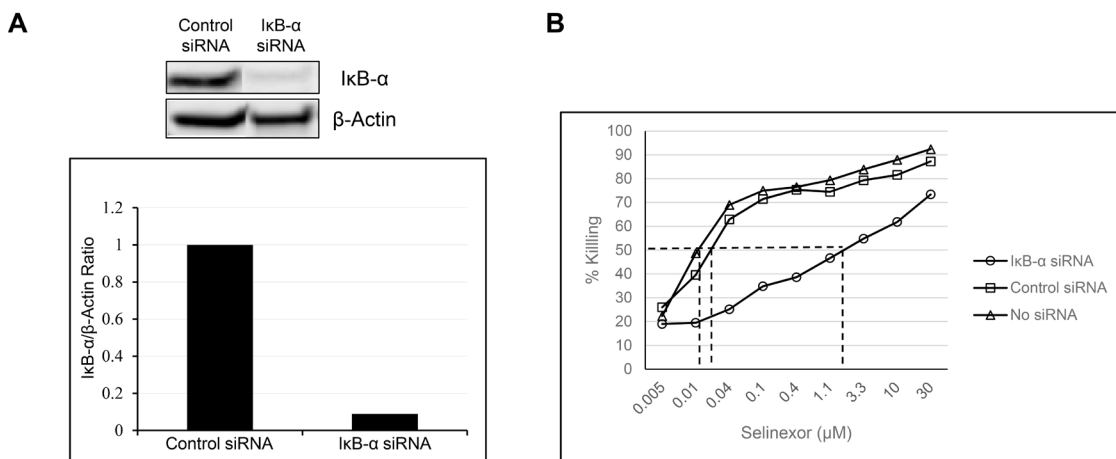 A
Control
siRNA
IκB-α
siRNA
IκB-α
β-Actin
IκB-α/β-Actin Ratio
1.2
1
0.8
0.6
0.4
0.2
0
Control siRNA
IκB-α siRNA
B
% Killling
100
90
80
70
60
50
40
30
20
10
0
0.005
0.01
0.04
0.1
0.4
1.1
3.3
10
30
Selinexor (µM)
IκB-α siRNA
Control siRNA
No siRNA